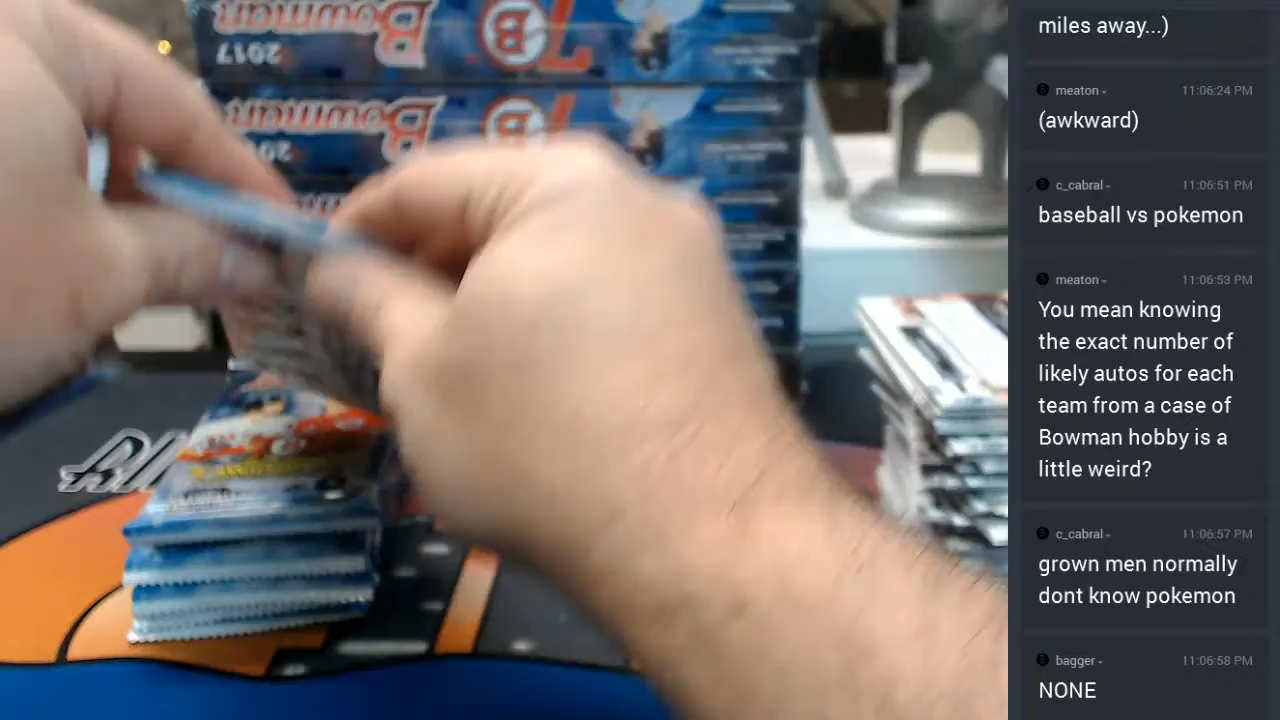 Bowman
2017
Bowman
miles away...)
meaton
11:06:24 PM
(awkward)
c_cabral
11:06:51 PM
baseball vs pokemon
meaton
11:06:53 PM
You mean knowing
the exact number of
likely autos for each
team from a case of
Bowman hobby is a
little weird?
c_cabral
11:06:57 PM
grown men normally
dont know pokemon
bagger
11:06:58 PM
NONE